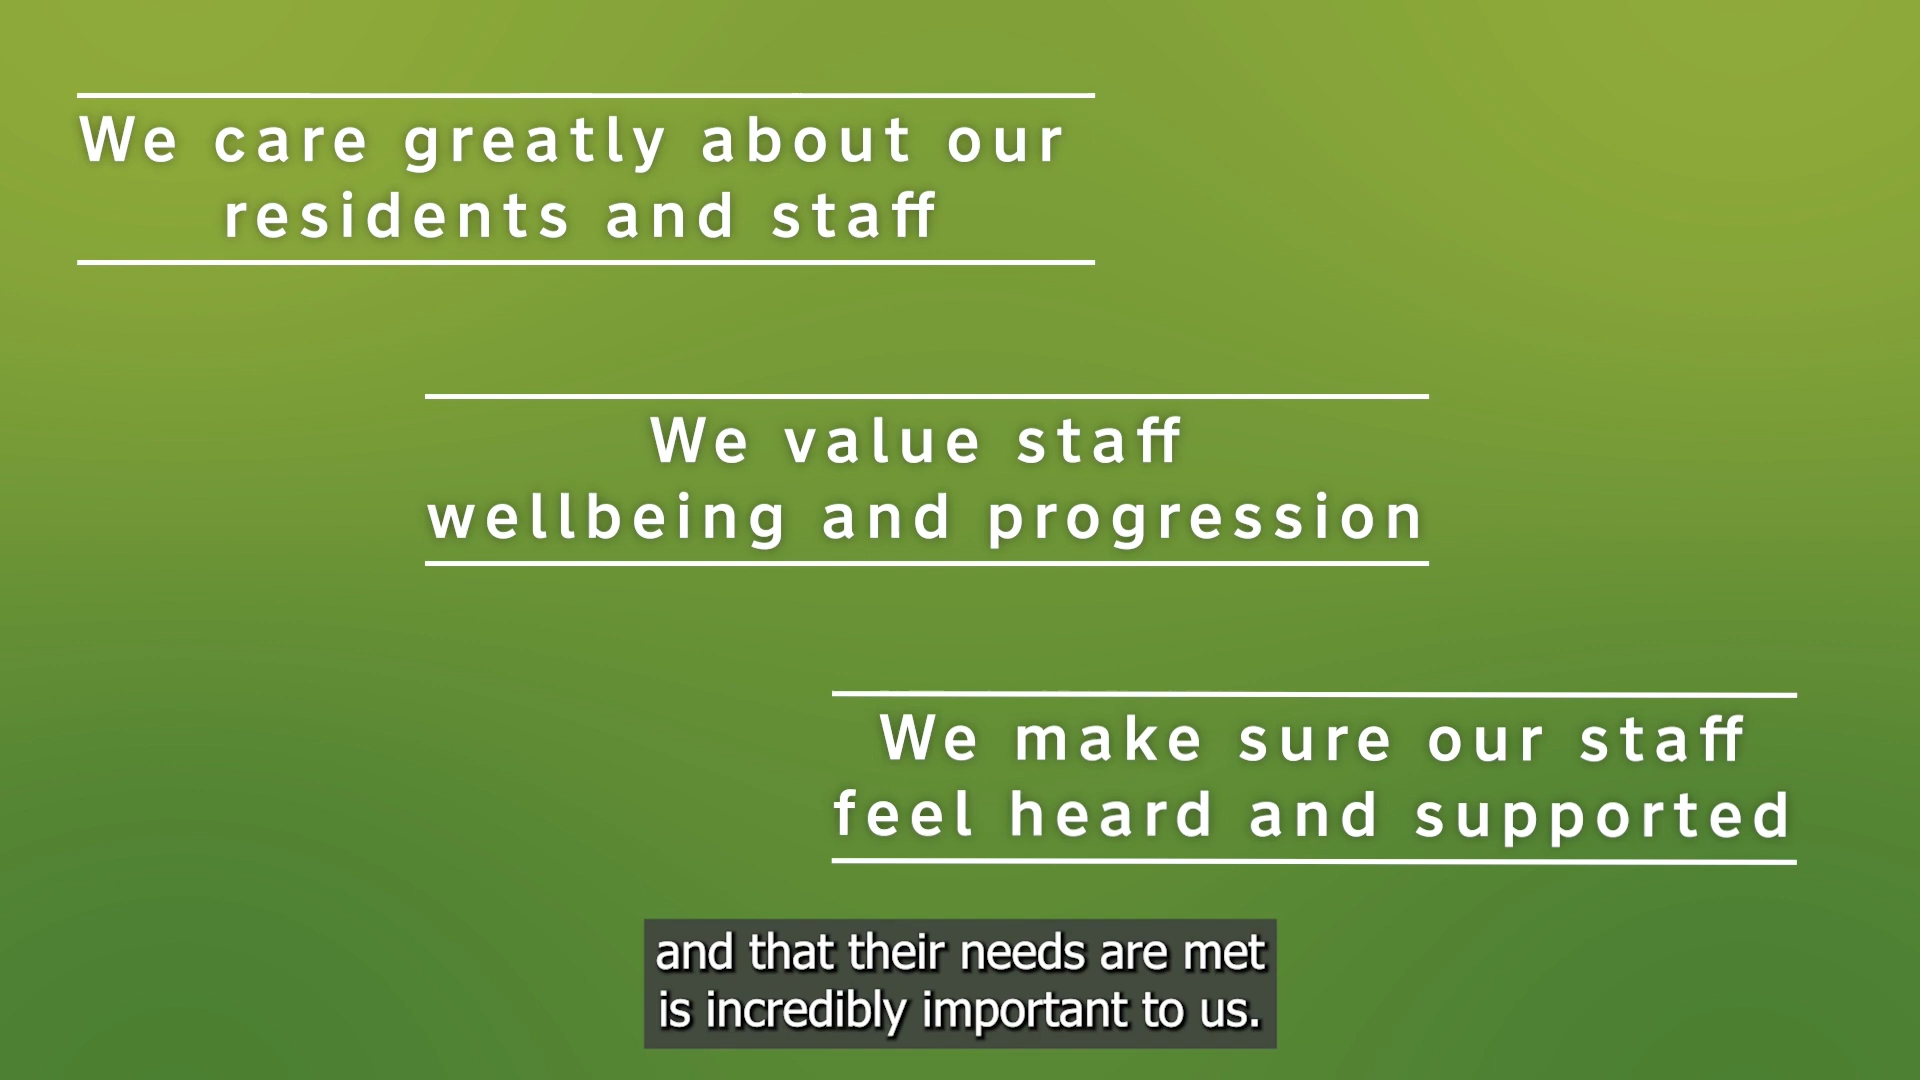 We care greatly about our
residents and staff
We value staff
wellbeing and progression
We make sure our staff
feel heard and supported
and that their needs are met
is incredibly important to us.